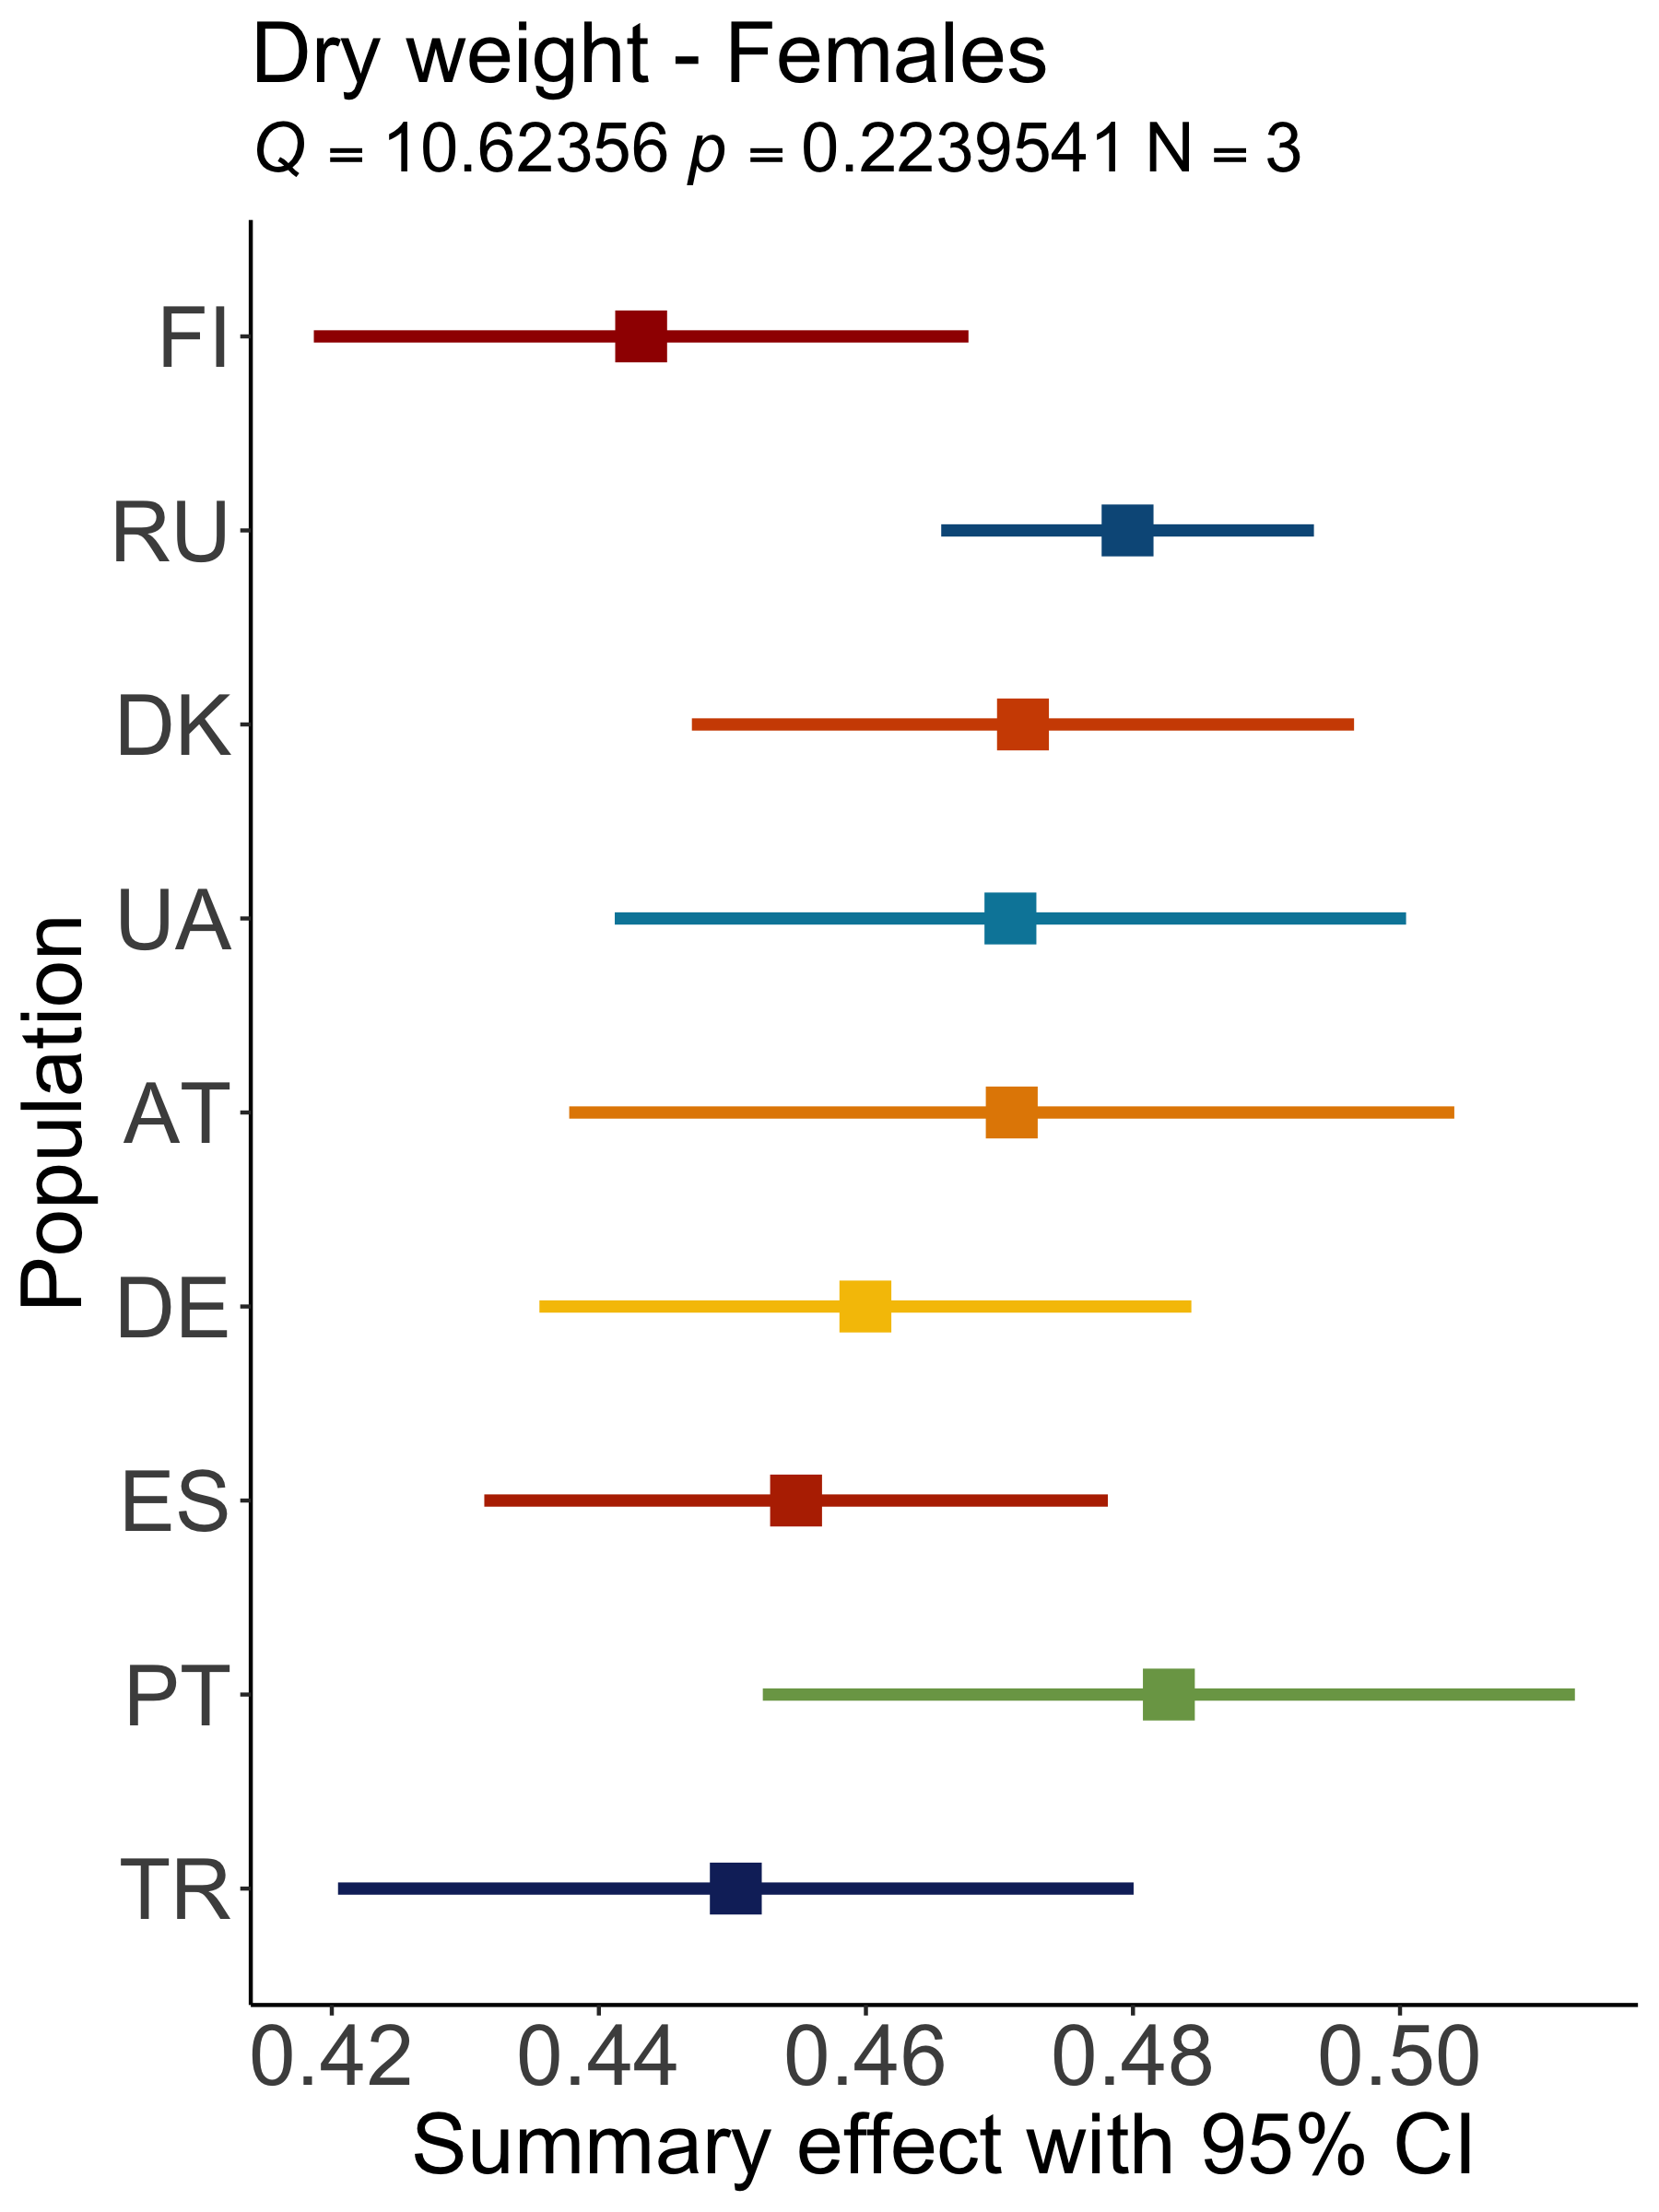 Dry weight - Females
Q = 10.62356 p = 0.2239541 N = 3
Population
FI
RU
DK
UA
AT
DE
ES
PT
TR
0.42 0.44 0.46 0.48 0.50
Summary effect with 95% CI